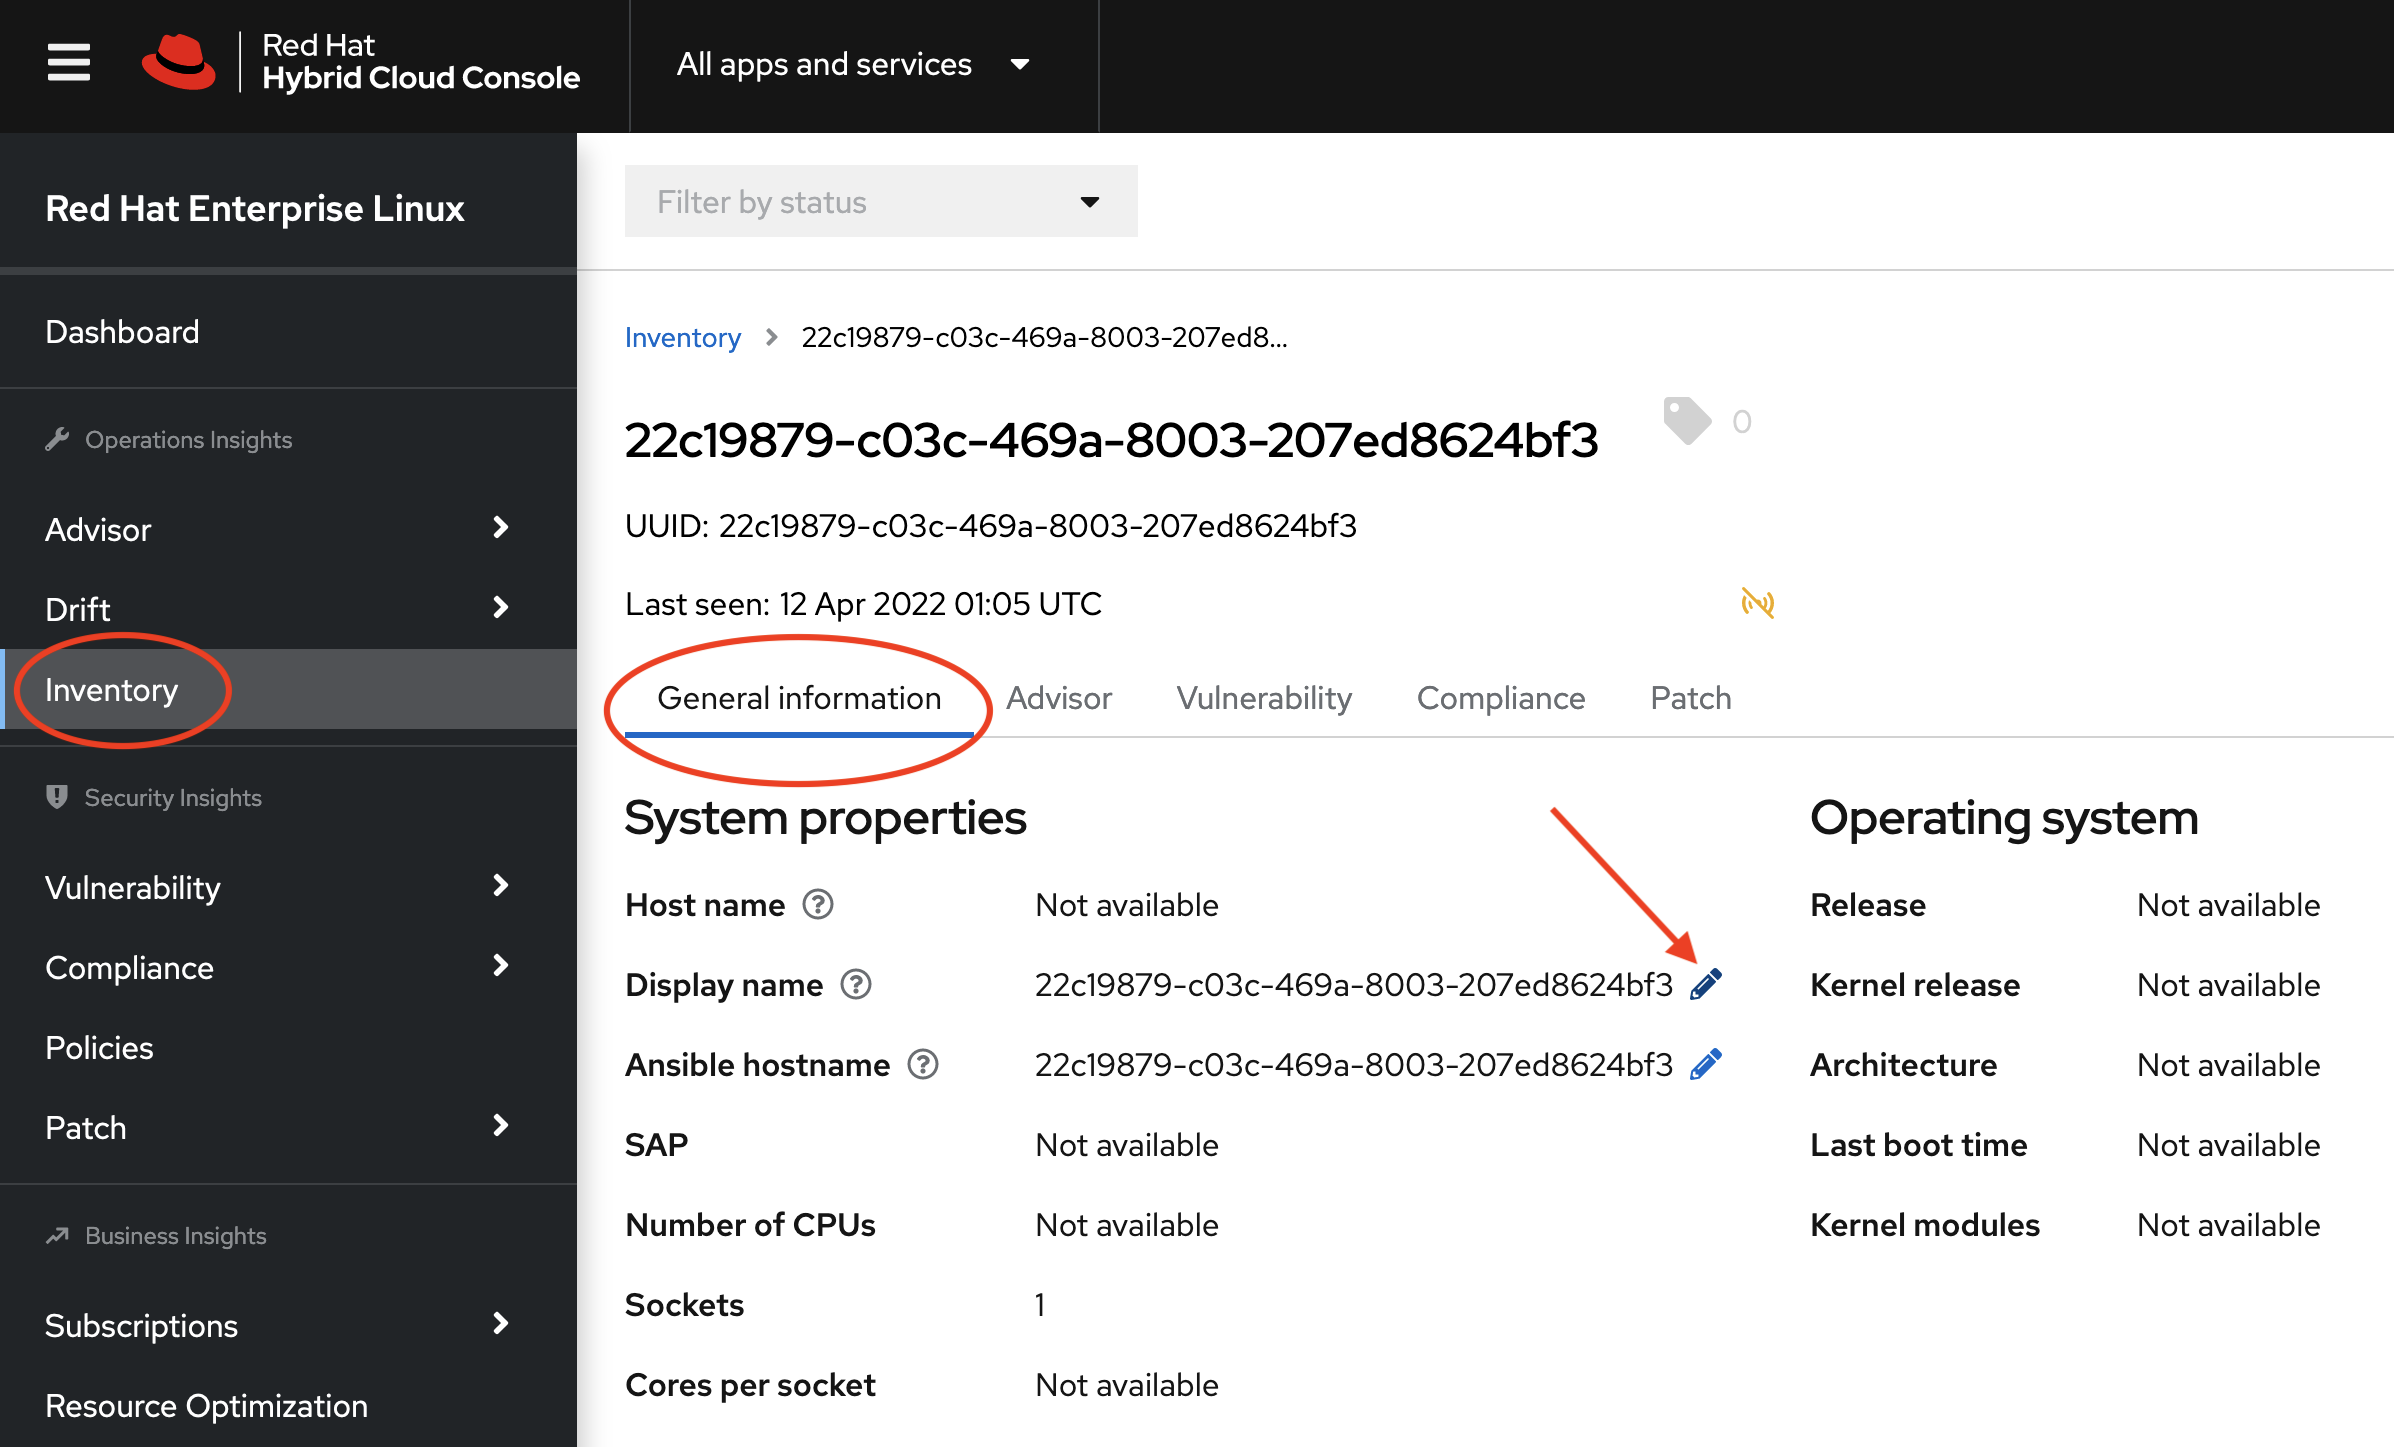 Red Hat
Hybrid Cloud Console
All apps and services
Red Hat Enterprise Linux
Dashboard
Operations Insights
Advisor
Drift
Inventory
Security Insights
Vulnerability
Compliance
Policies
Patch
Business Insights
Subscriptions
Resource Optimization
Filter by status
Inventory > 22c19879-c03c-469a-8003-207ed8...
22c19879-c03c-469a-8003-207ed8624bf3 0
UUID: 22c19879-c03c-469a-8003-207ed8624bf3
Last seen: 12 Apr 2022 01:05 UTC
General information Advisor Vulnerability Compliance Patch
System properties
Host name ? Not available
Display name ? 22c19879-c03c-469a-8003-207ed8624bf3
Ansible hostname ? 22c19879-c03c-469a-8003-207ed8624bf3
SAP Not available
Number of CPUs Not available
Sockets 1
Cores per socket Not available
Operating system
Release Not available
Kernel release Not available
Architecture Not available
Last boot time Not available
Kernel modules Not available